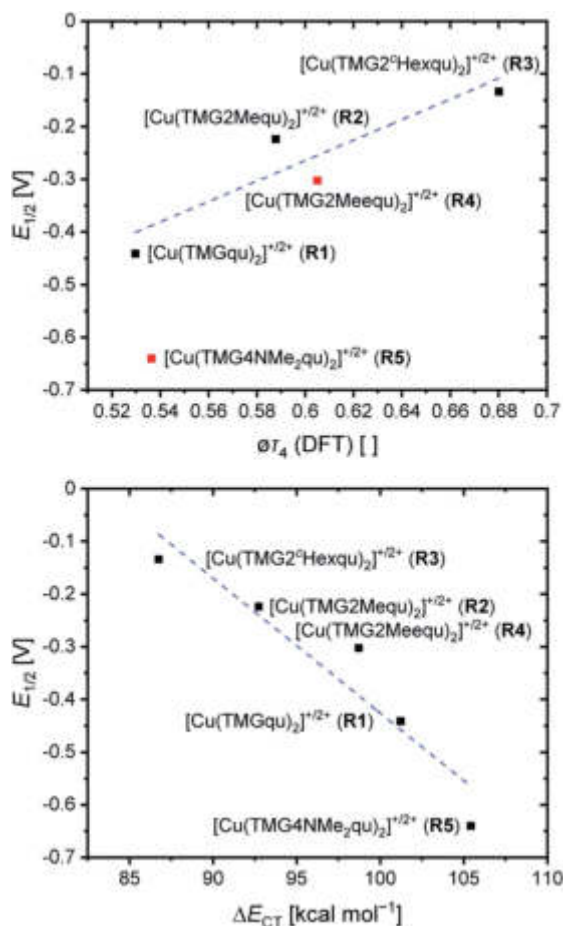 0
-0.1
-0.2
-0.3
-0.4
-0.5
-0.6
-0.7
E1/2 [V]
[Cu(TMG2cHexqu)2]+/2+ (R3)
[Cu(TMG2Mequ)2]+/2+ (R2)
[Cu(TMG2Meequ)2]+/2+ (R4)
[Cu(TMGqu)2]+/2+ (R1)
[Cu(TMG4NMe2qu)2]+/2+ (R5)
0.52 0.54 0.56 0.58 0.60 0.62 0.64 0.66 0.68 0.7
øτ4 (DFT) [ ]
0
-0.1
-0.2
-0.3
-0.4
-0.5
-0.6
-0.7
E1/2 [V]
[Cu(TMG2cHexqu)2]+/2+ (R3)
[Cu(TMG2Mequ)2]+/2+ (R2)
[Cu(TMG2Meequ)2]+/2+ (R4)
[Cu(TMGqu)2]+/2+ (R1)
[Cu(TMG4NMe2qu)2]+/2+ (R5)
85 90 95 100 105 110
ΔECT [kcal mol−1]